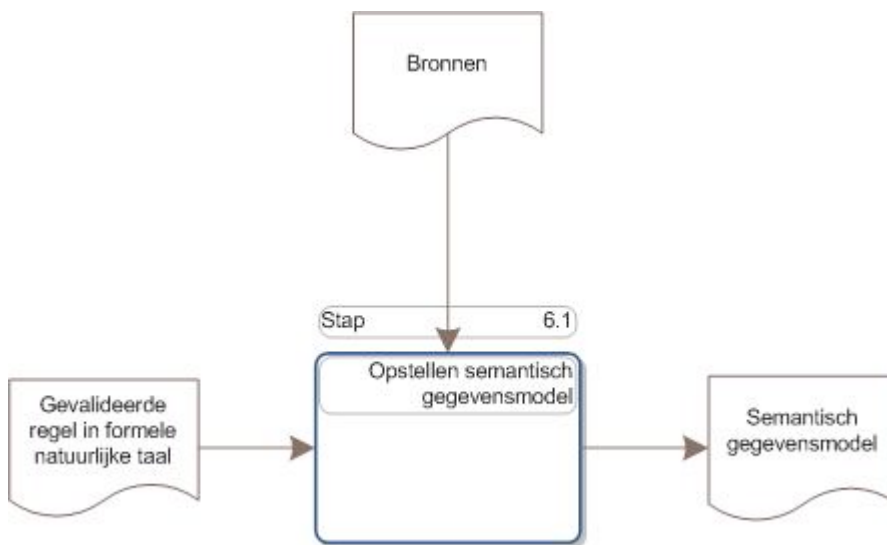 Bronnen
Stap 6.1
Opstellen semantisch
gegevensmodel
Gevalideerde
regel in formele
natuurlijke taal
Semantisch
gegevensmodel